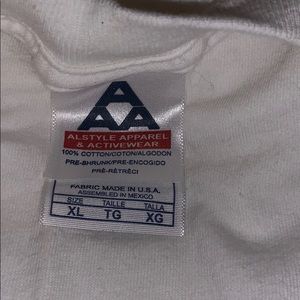 A
AA
ALSTYLE APPAREL
& ACTIVEWEAR
100% COTTON/COTON/ALGODON
PRE-SHRUNK/PRE-ENCOGIDO
PRÉ-RÉTRÉCI
FABRIC MADE IN U.S.A.
ASSEMBLED IN MEXICO
SIZE TAILLE TALLA
XL TG XG